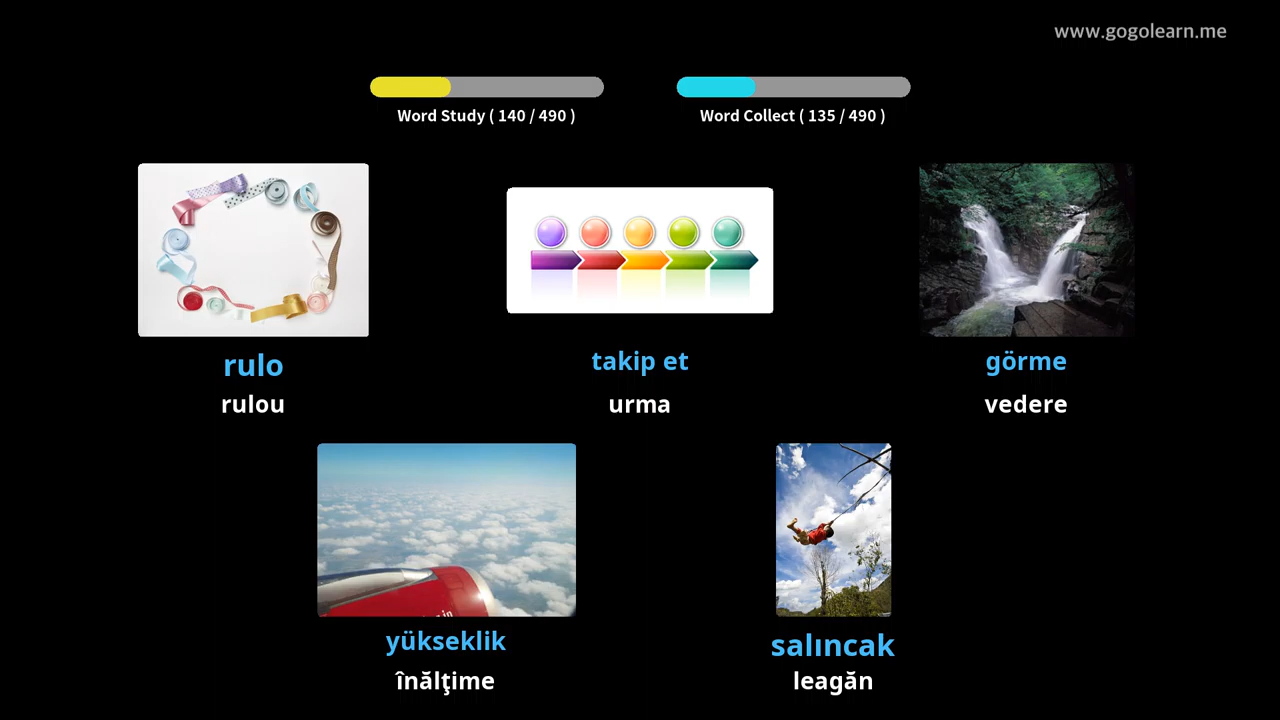 www.gogolearn.me
Word Study ( 140 / 490 )
Word Collect ( 135 / 490 )
rulo
rulou
takip et
urma
görme
vedere
yükseklik
înălţime
salıncak
leagăn